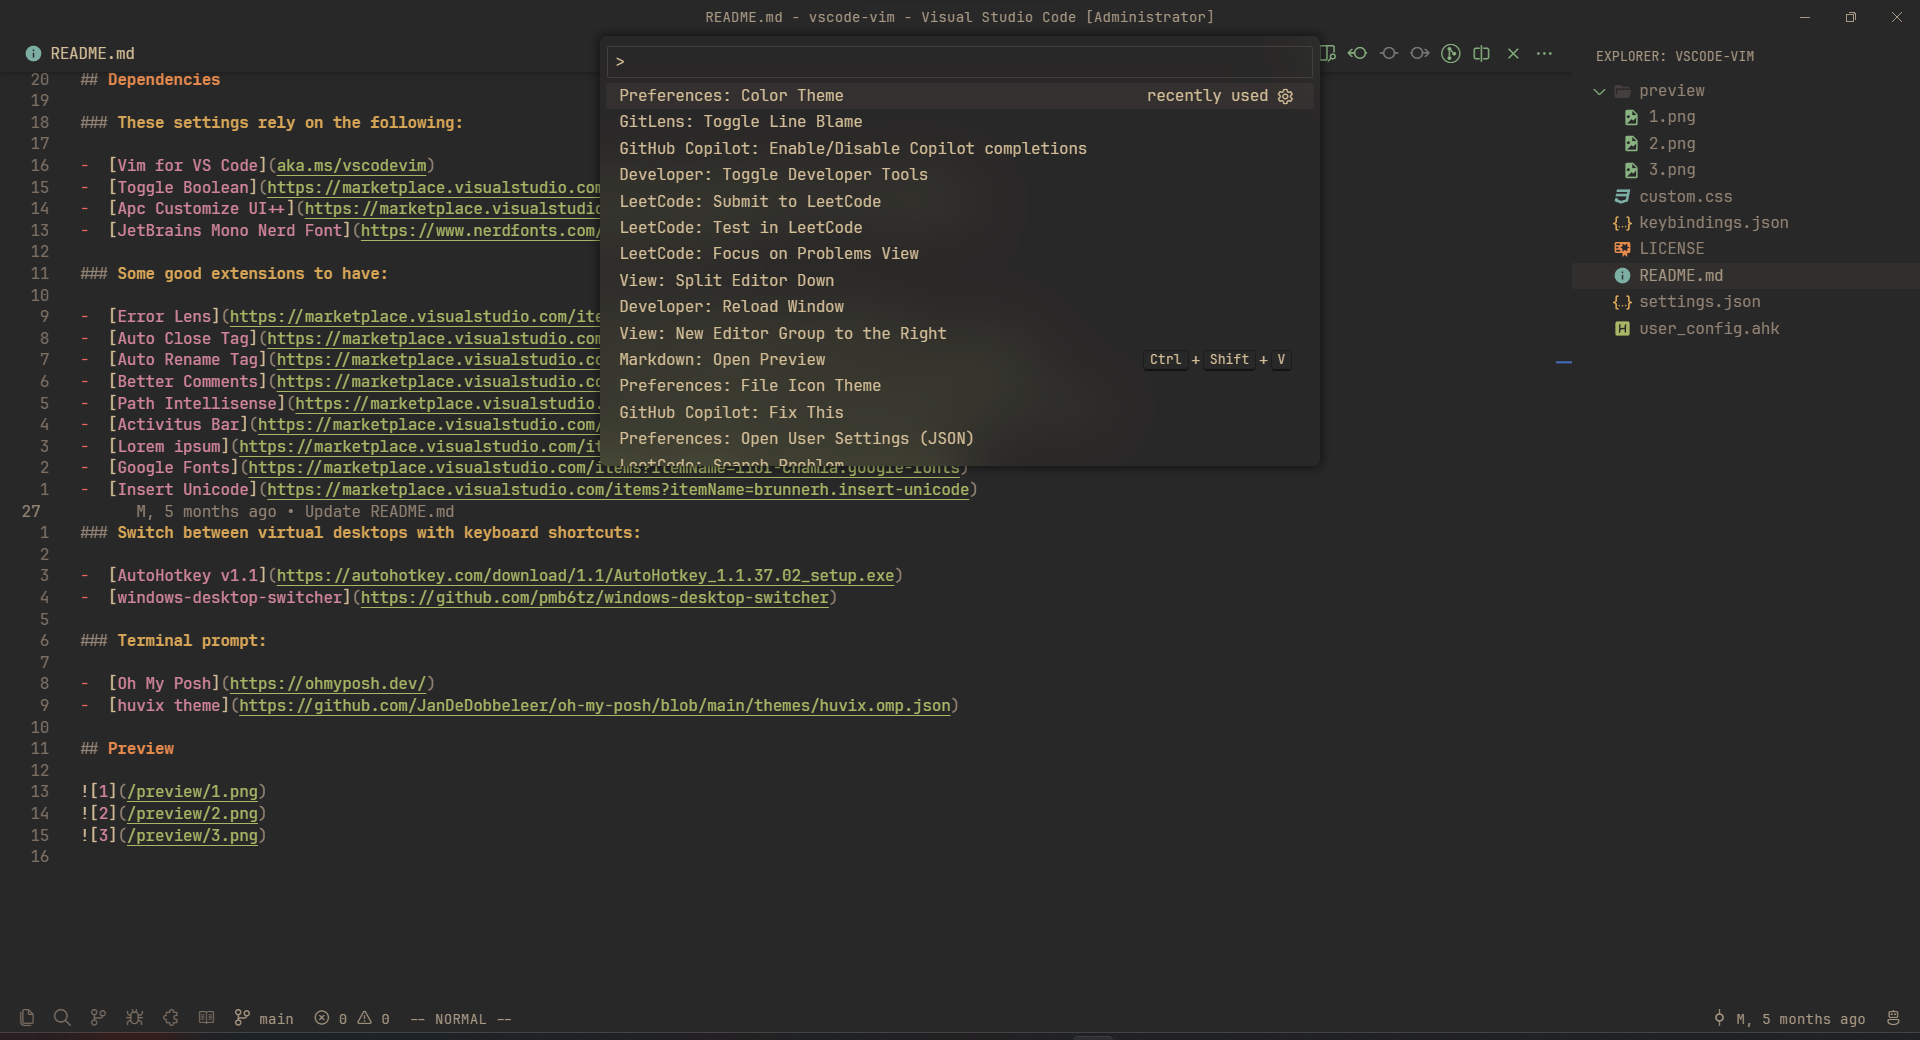 README.md - vscode-vim - Visual Studio Code [Administrator]
README.md
20 ## Dependencies
19
18 ### These settings rely on the following:
17
16 - [Vim for VS Code](aka.ms/vscodevim)
15 - [Toggle Boolean](https://marketplace.visualstudio.com
14 - [Apc Customize UI++](https://marketplace.visualstudio
13 - [JetBrains Mono Nerd Font](https://www.nerdfonts.com/
12
11 ### Some good extensions to have:
10
9 - [Error Lens](https://marketplace.visualstudio.com/ite
8 - [Auto Close Tag](https://marketplace.visualstudio.com
7 - [Auto Rename Tag](https://marketplace.visualstudio.co
6 - [Better Comments](https://marketplace.visualstudio.co
5 - [Path Intellisense](https://marketplace.visualstudio.
4 - [Activitus Bar](https://marketplace.visualstudio.com/
3 - [Lorem ipsum](https://marketplace.visualstudio.com/it
2 - [Google Fonts](https://marketplace.visualstudio.com/items?itemName=
1 - [Insert Unicode](https://marketplace.visualstudio.com/items?itemName=brunnerh.insert-unicode)
27 M, 5 months ago • Update README.md
1 ### Switch between virtual desktops with keyboard shortcuts:
2
3 - [AutoHotkey v1.1](https://autohotkey.com/download/1.1/AutoHotkey_1.1.37.02_setup.exe)
4 - [windows-desktop-switcher](https://github.com/pmb6tz/windows-desktop-switcher)
5
6 ### Terminal prompt:
7
8 - [Oh My Posh](https://ohmyposh.dev/)
9 - [huvix theme](https://github.com/JanDeDobbeleer/oh-my-posh/blob/main/themes/huvix.omp.json)
10
11 ## Preview
12
13 ![1](/preview/1.png)
14 ![2](/preview/2.png)
15 ![3](/preview/3.png)
16
>
Preferences: Color Theme recently used
GitLens: Toggle Line Blame
GitHub Copilot: Enable/Disable Copilot completions
Developer: Toggle Developer Tools
LeetCode: Submit to LeetCode
LeetCode: Test in LeetCode
LeetCode: Focus on Problems View
View: Split Editor Down
Developer: Reload Window
View: New Editor Group to the Right
Markdown: Open Preview Ctrl + Shift + V
Preferences: File Icon Theme
GitHub Copilot: Fix This
Preferences: Open User Settings (JSON)
LeetCode: Search Problem
EXPLORER: VSCODE-VIM
preview
1.png
2.png
3.png
custom.css
keybindings.json
LICENSE
README.md
settings.json
user_config.ahk
main 0 0 -- NORMAL --
M, 5 months ago